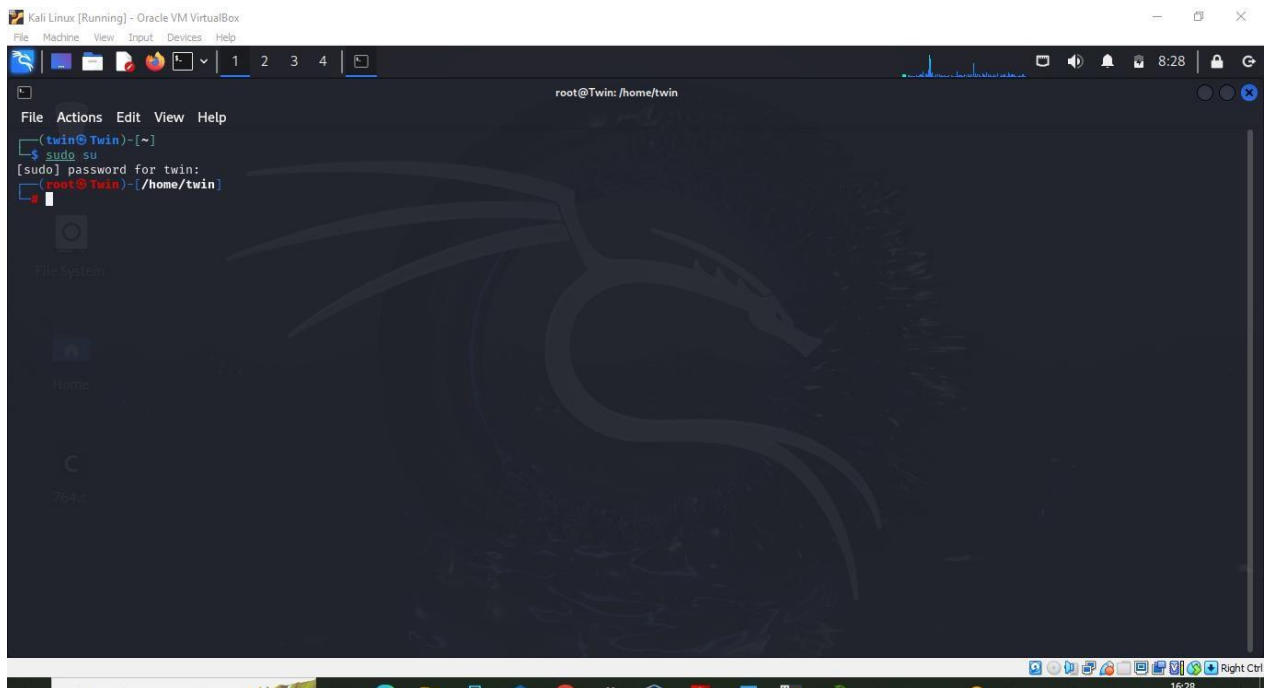 Kali Linux [Running] - Oracle VM VirtualBox
File Machine View Input Devices Help
1 2 3 4
8:28
root@Twin: /home/twin
File Actions Edit View Help
┌──(twin㉿Twin)-[~]
└─$ sudo su
[sudo] password for twin:
┌──(root㉿Twin)-[/home/twin]
└─#
File System
Home
C
764.c
Right Ctrl
16:28